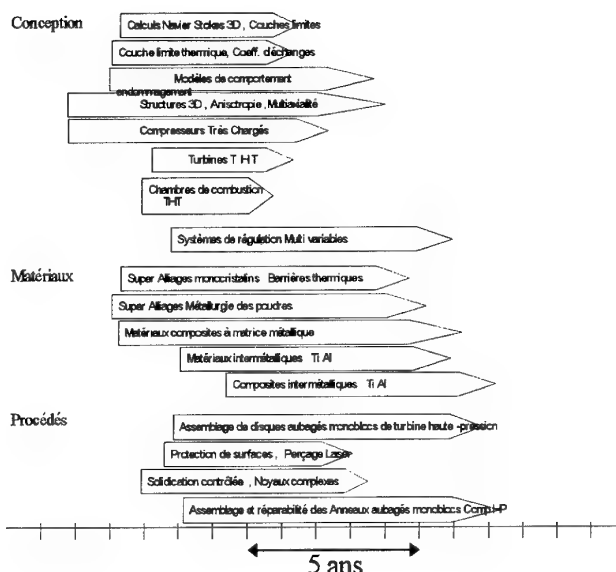 Conception
Calculs Navier Stokes 3D , Couches limites
Couche limite thermique, Coeff. d'échanges
Modèles de comportement
endommagement
Structures 3D , Anisotropie , Multiaxialité
Compresseurs Très Chargés
Turbines T H T
Chambres de combustion
THT
Systèmes de régulation Multi variables
Matériaux
Super Alliages monocristalins Barrières thermiques
Super Alliages Métallurgie des poudres
Matériaux composites à matrice métallique
Matériaux intermétalliques Ti Al
Composites intermétalliques Ti Al
Procédés
Assemblage de disques aubagés monoblocs de turbine haute -pression
Protection de surfaces , Perçage Laser
Solidication contrôlée , Noyaux complexes
Assemblage et réparabilité des Anneaux aubagés monoblocs Comp HP
5 ans